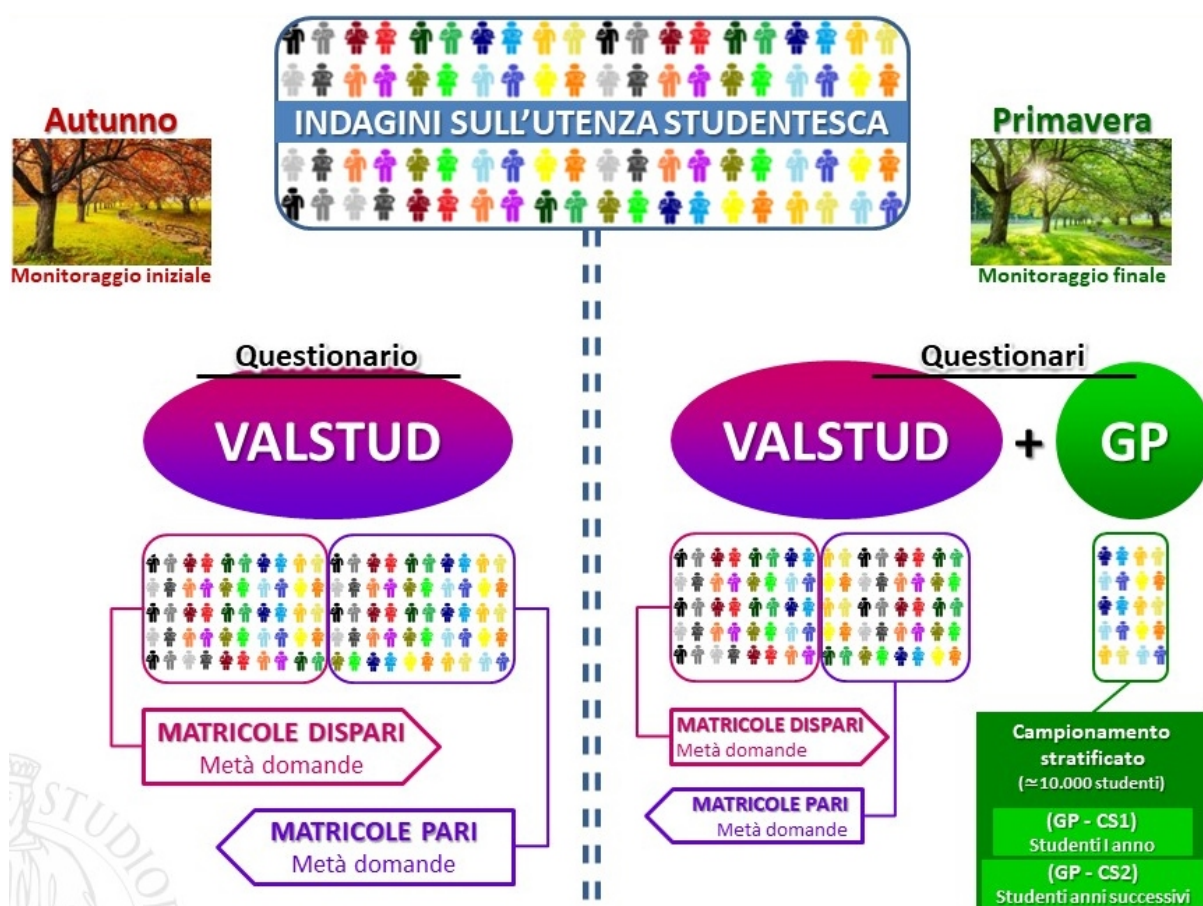 INDAGINI SULL'UTENZA STUDENTESCA
Autunno
Monitoraggio iniziale
Primavera
Monitoraggio finale
Questionario
VALSTUD
MATRICOLE DISPARI
Metà domande
MATRICOLE PARI
Metà domande
Questionari
VALSTUD
+
GP
MATRICOLE DISPARI
Metà domande
MATRICOLE PARI
Metà domande
Campionamento
stratificato
(≃10.000 studenti)
(GP - CS1)
Studenti I anno
(GP - CS2)
Studenti anni successivi
STUDIO